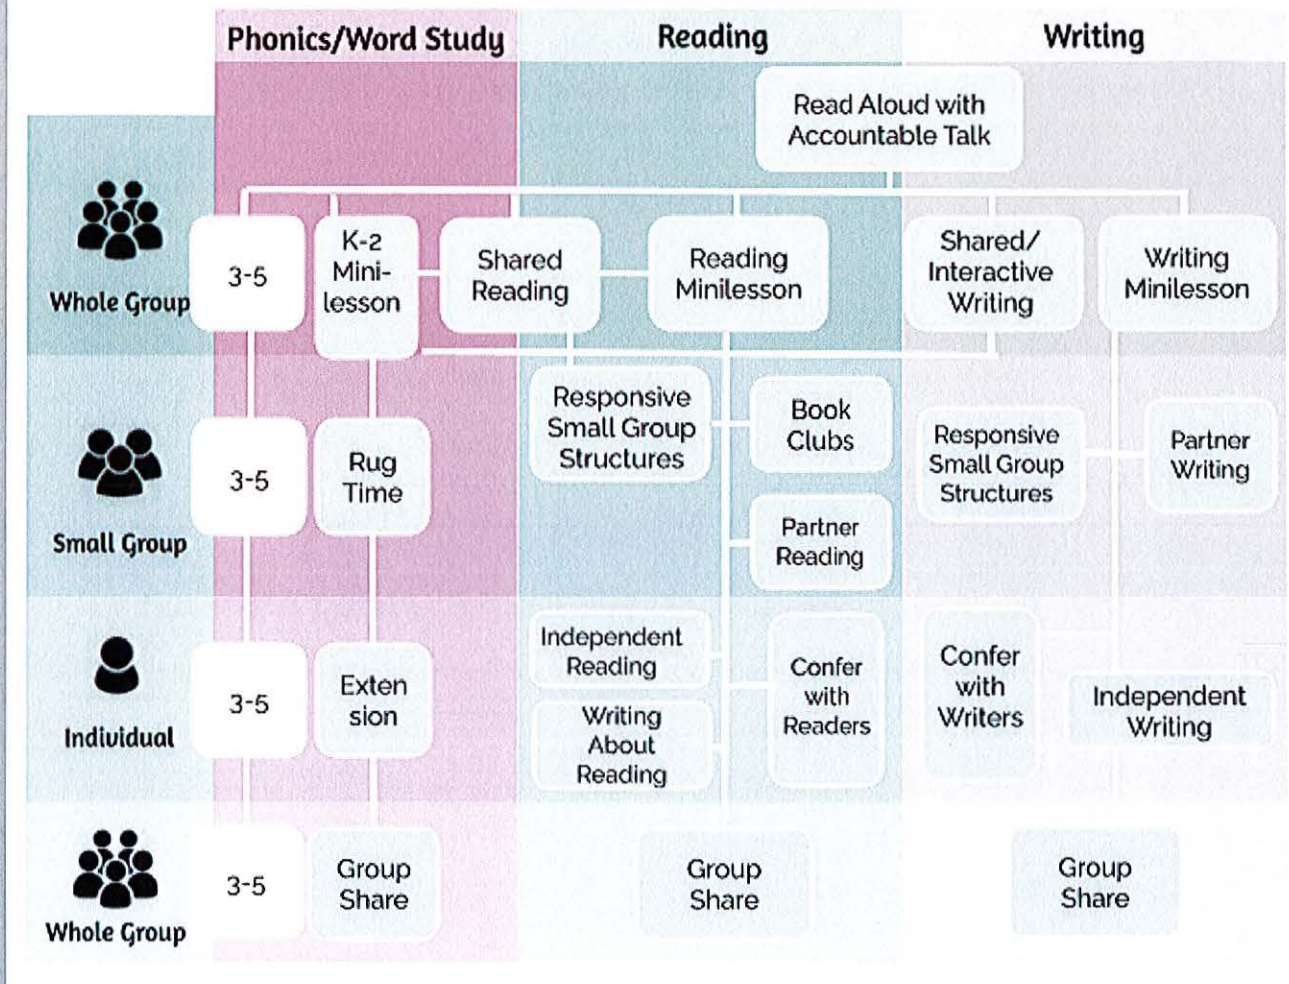 Phonics/Word Study
Reading
Writing
Read Aloud with
Accountable Talk
Whole Group
3-5
K-2
Mini-
lesson
Shared
Reading
Reading
Minilesson
Shared/
Interactive
Writing
Writing
Minilesson
Small Group
3-5
Rug
Time
Responsive
Small Group
Structures
Book
Clubs
Partner
Reading
Responsive
Small Group
Structures
Partner
Writing
Individual
3-5
Exten
sion
Independent
Reading
Writing
About
Reading
Confer
with
Readers
Confer
with
Writers
Independent
Writing
Whole Group
3-5
Group
Share
Group
Share
Group
Share